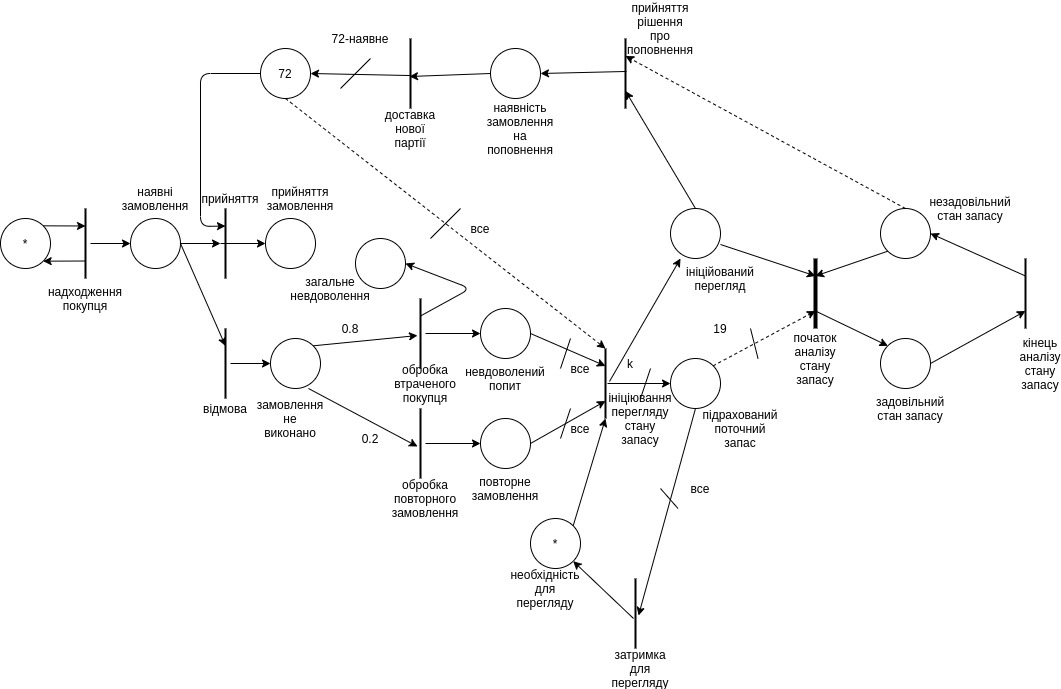 прийняття
рішення
про
поповнення
72-наявне
72
доставка
нової
партії
наявність
замовлення
на
поповнення
наявні
замовлення
прийняття
прийняття
замовлення
*
надходження
покупця
все
загальне
невдоволення
ініційований
перегляд
незадовільний
стан запасу
0.8
19
k
відмова
замовлення
не
виконано
обробка
втраченого
покупця
невдоволений
попит
все
ініціювання
перегляду
стану
запасу
підрахований
поточний
запас
початок
аналізу
стану
запасу
задовільний
стан запасу
кінець
аналізу
стану
запасу
0.2
все
обробка
повторного
замовлення
повторне
замовлення
все
*
необхідність
для
перегляду
затримка
для
перегляду